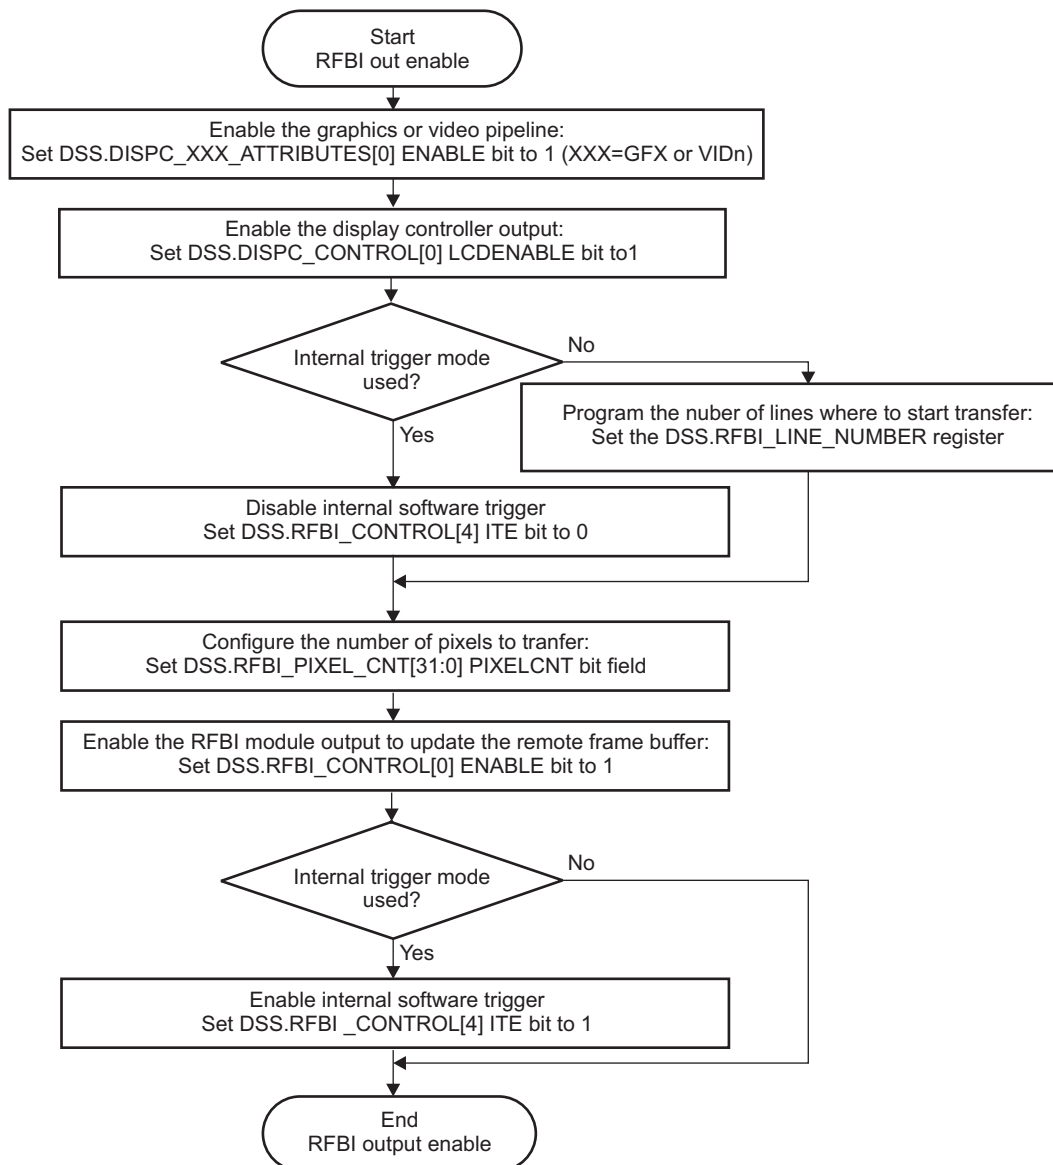 Start
RFBI out enable
Enable the graphics or video pipeline:
Set DSS.DISPC_XXX_ATTRIBUTES[0] ENABLE bit to 1 (XXX=GFX or VIDn)
Enable the display controller output:
Set DSS.DISPC_CONTROL[0] LCDENABLE bit to1
Internal trigger mode
used?
No
Program the nuber of lines where to start transfer:
Set the DSS.RFBI_LINE_NUMBER register
Yes
Disable internal software trigger
Set DSS.RFBI_CONTROL[4] ITE bit to 0
Configure the number of pixels to tranfer:
Set DSS.RFBI_PIXEL_CNT[31:0] PIXELCNT bit field
Enable the RFBI module output to update the remote frame buffer:
Set DSS.RFBI_CONTROL[0] ENABLE bit to 1
Internal trigger mode
used?
No
Yes
Enable internal software trigger
Set DSS.RFBI _CONTROL[4] ITE bit to 1
End
RFBI output enable